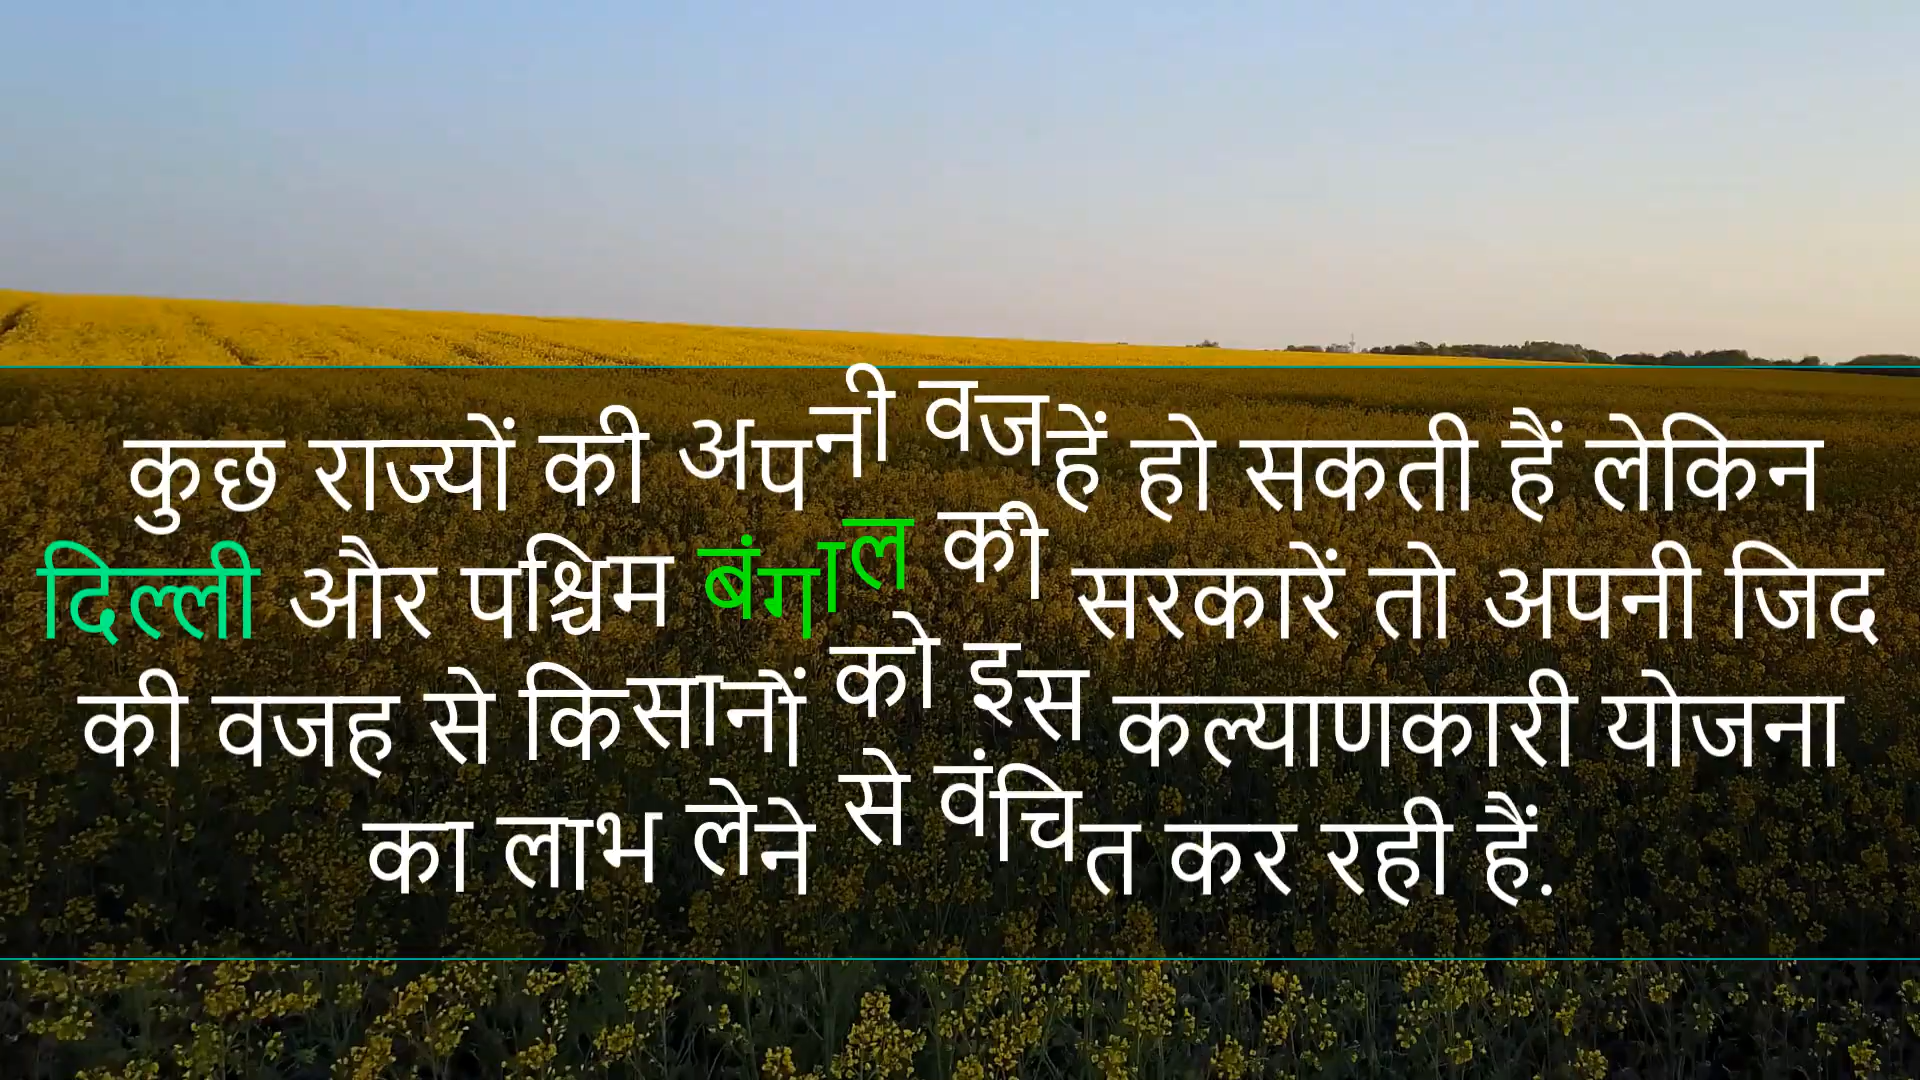 कुछ राज्यों की अपनी वजहें हो सकती हैं लेकिन
दिल्ली और पश्चिम बंगाल की सरकारें तो अपनी जिद
की वजह से किसानों को इस कल्याणकारी योजना
का लाभ लेने से वंचित कर रही हैं.